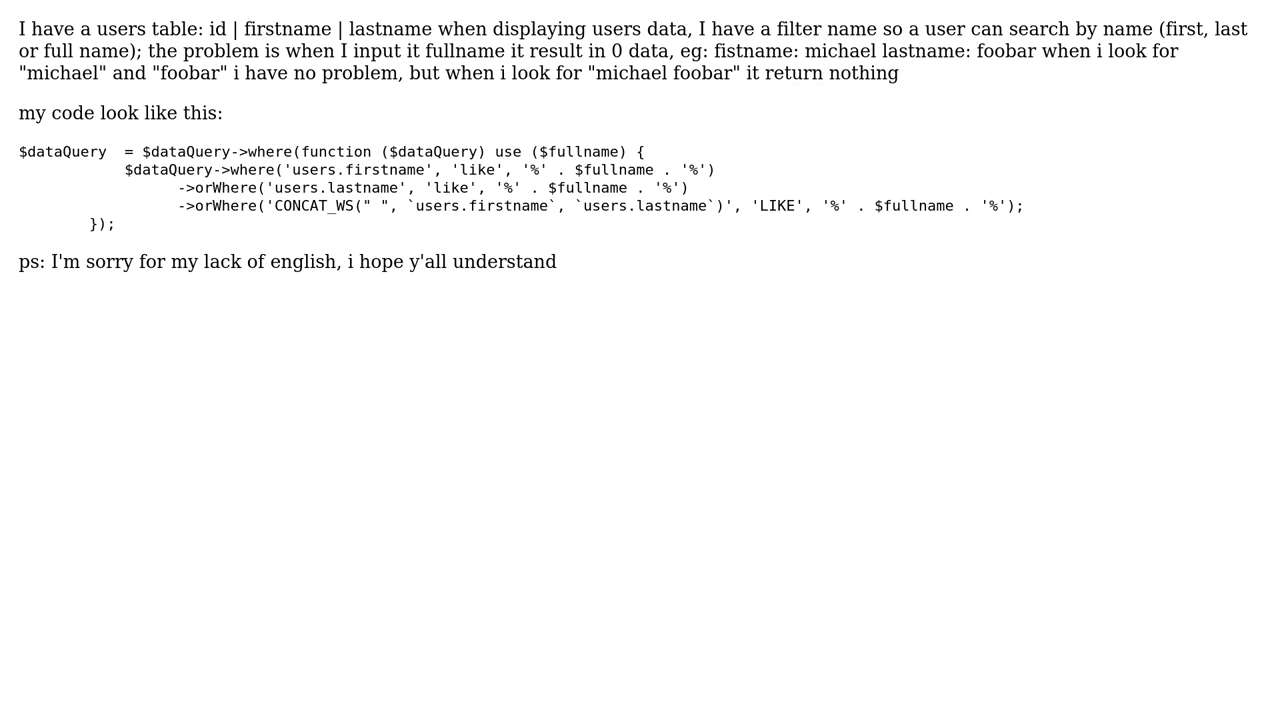 I have a users table: id | firstname | lastname when displaying users data, I have a filter name so a user can search by name (first, last
or full name); the problem is when I input it fullname it result in 0 data, eg: fistname: michael lastname: foobar when i look for
"michael" and "foobar" i have no problem, but when i look for "michael foobar" it return nothing
my code look like this:
$dataQuery  = $dataQuery->where(function ($dataQuery) use ($fullname) {
            $dataQuery->where('users.firstname', 'like', '%' . $fullname . '%')
                  ->orWhere('users.lastname', 'like', '%' . $fullname . '%')
                  ->orWhere('CONCAT_WS(" ", `users.firstname`, `users.lastname`)', 'LIKE', '%' . $fullname . '%');
        });
ps: I'm sorry for my lack of english, i hope y'all understand